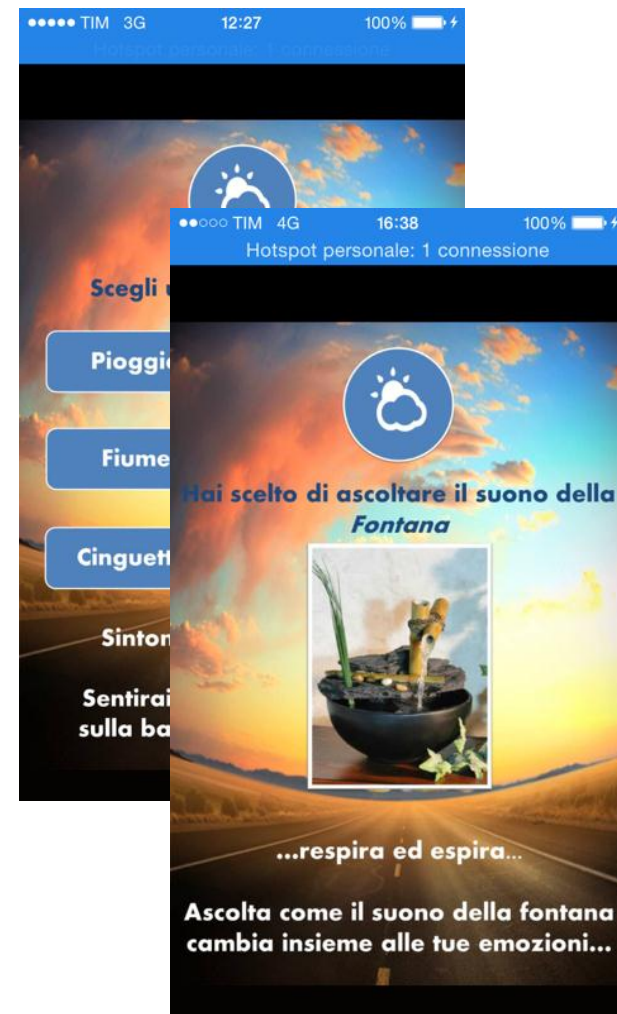 TIM 3G 12:27 100%
Hotspot personale: 1 connessione
Scegli
Pioggi
Fiume
Cinguett
Sinton
Sentirai
sulla ba
TIM 4G 16:38 100%
Hotspot personale: 1 connessione
Hai scelto di ascoltare il suono della
Fontana
...respira ed espira...
Ascolta come il suono della fontana
cambia insieme alle tue emozioni...